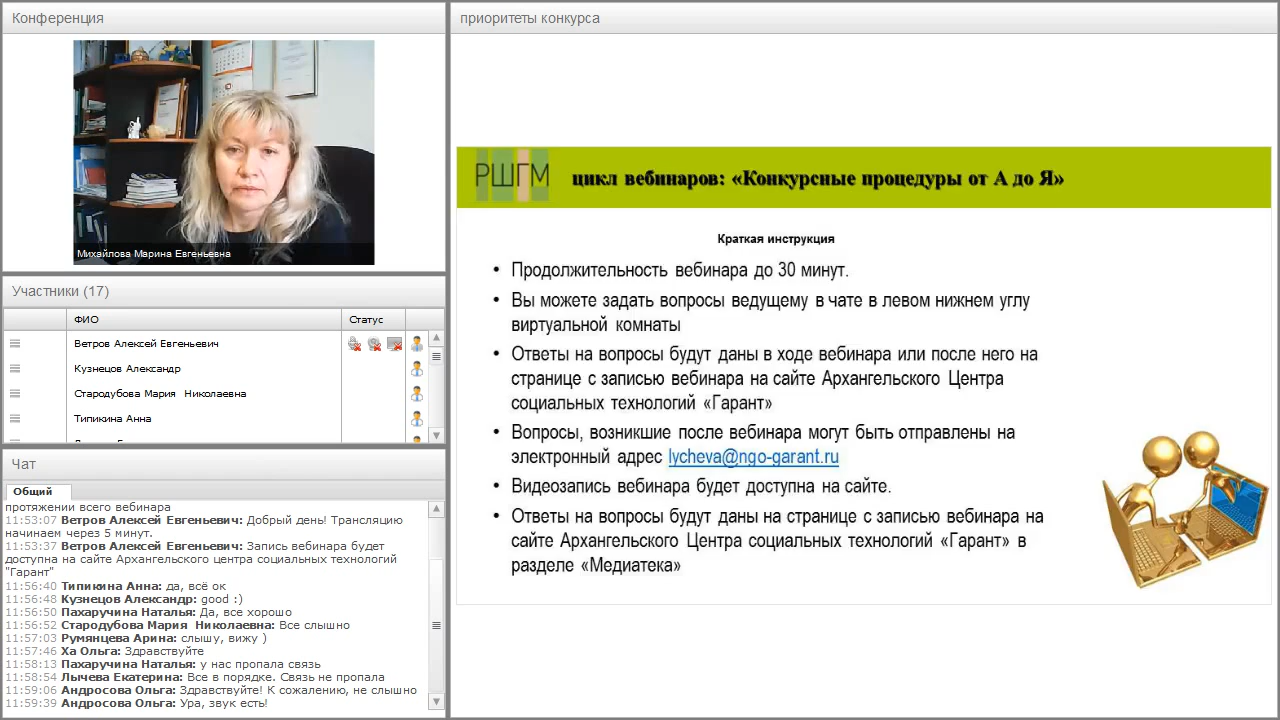 Конференция
Михайлова Марина Евгеньевна
Участники (17)
ФИО
Статус
Ветров Алексей Евгеньевич
Кузнецов Александр
Стародубова Мария Николаевна
Типикина Анна
Чат
Общий
протяжении всего вебинара
11:53:07 Ветров Алексей Евгеньевич: Добрый день! Трансляцию
начинаем через 5 минут.
11:53:37 Ветров Алексей Евгеньевич: Запись вебинара будет
доступна на сайте Архангельского центра социальных технологий
"Гарант"
11:56:40 Типикина Анна: да, всё ок
11:56:48 Кузнецов Александр: good :)
11:56:50 Пахаручина Наталья: Да, все хорошо
11:56:52 Стародубова Мария Николаевна: Все слышно
11:57:03 Румянцева Арина: слышу, вижу )
11:57:46 Ха Ольга: Здравствуйте
11:58:13 Пахаручина Наталья: у нас пропала связь
11:58:54 Лычева Екатерина: Все в порядке. Связь не пропала
11:59:06 Андросова Ольга: Здравствуйте! К сожалению, не слышно
11:59:39 Андросова Ольга: Ура, звук есть!
приоритеты конкурса
РШГМ
цикл вебинаров: «Конкурсные процедуры от А до Я»
Краткая инструкция
• Продолжительность вебинара до 30 минут.
• Вы можете задать вопросы ведущему в чате в левом нижнем углу
виртуальной комнаты
• Ответы на вопросы будут даны в ходе вебинара или после него на
странице с записью вебинара на сайте Архангельского Центра
социальных технологий «Гарант»
• Вопросы, возникшие после вебинара могут быть отправлены на
электронный адрес lycheva@ngo-garant.ru
• Видеозапись вебинара будет доступна на сайте.
• Ответы на вопросы будут даны на странице с записью вебинара на
сайте Архангельского Центра социальных технологий «Гарант» в
разделе «Медиатека»